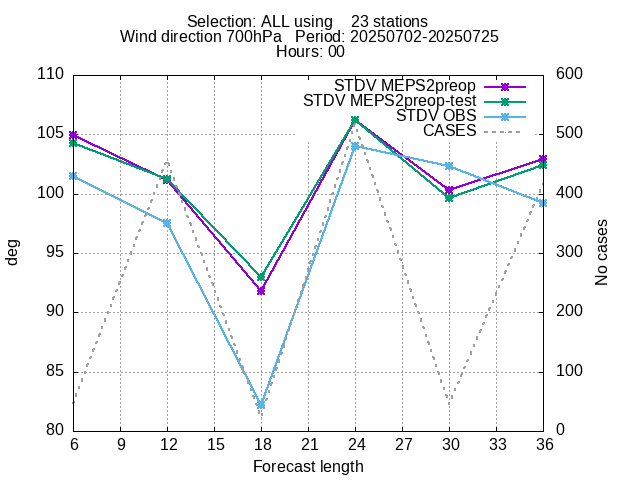 Selection: ALL using    23 stations
Wind direction 700hPa   Period: 20250702-20250725
Hours: 00
STDV MEPS2preop
STDV MEPS2preop-test
STDV OBS
CASES
110
105
100
95
90
85
80
deg
600
500
400
300
200
100
0
No cases
6 9 12 15 18 21 24 27 30 33 36
Forecast length